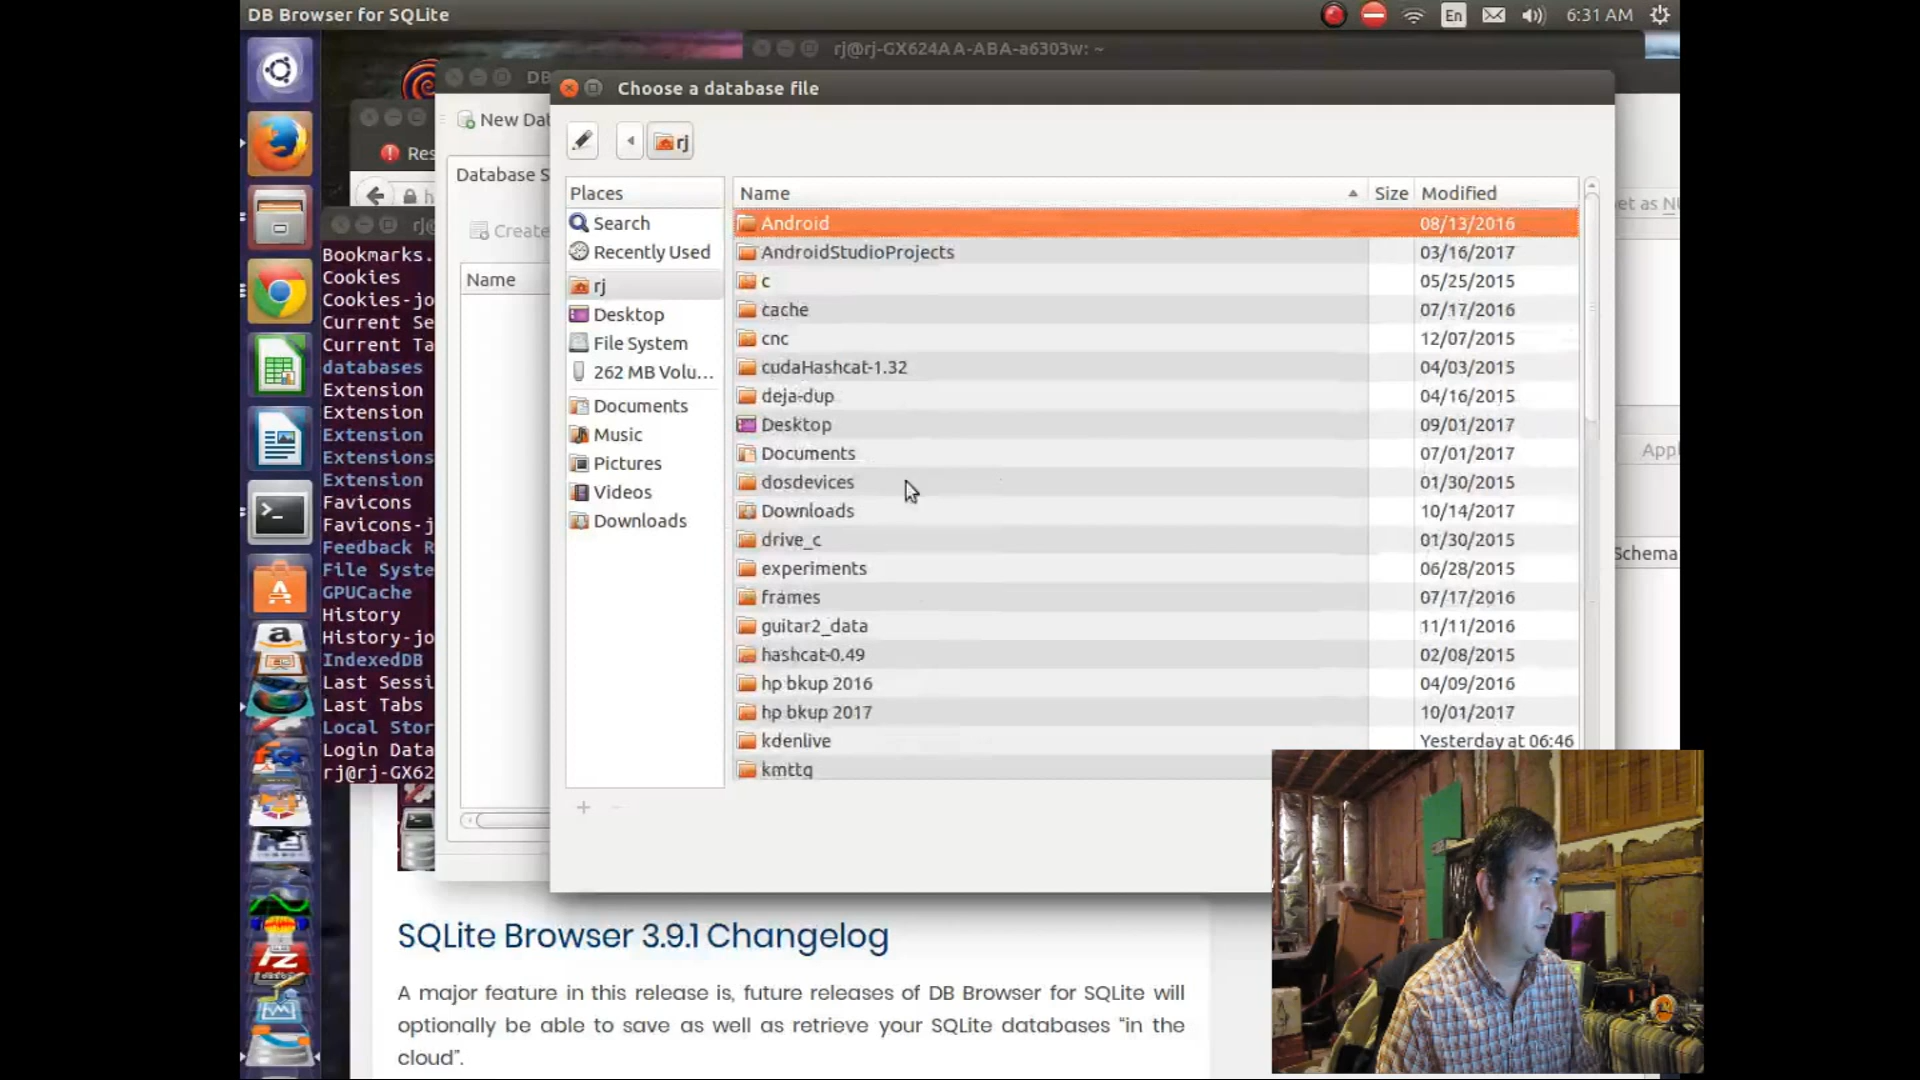 DB Browser for SQLite
En
6:31 AM
rj@rj-GX624AA-ABA-a6303w: ~
DB
Choose a database file
New Dat
Res
rj
Database S
Places
Name
Size
Modified
et as NU
Search
Android
08/13/2016
Create
Recently Used
AndroidStudioProjects
03/16/2017
Bookmarks.
Name
rj
c
05/25/2015
Cookies
Cookies-jo
Desktop
cache
07/17/2016
Current Se
File System
cnc
12/07/2015
Current Ta
262 MB Volu...
cudaHashcat-1.32
04/03/2015
databases
deja-dup
04/16/2015
Extension
Documents
Desktop
09/01/2017
Extension
Music
Documents
07/01/2017
Appl
Extension
Pictures
dosdevices
01/30/2015
Extensions
Videos
Downloads
10/14/2017
Extension
Downloads
drive_c
01/30/2015
Schema
Favicons
experiments
06/28/2015
Favicons-j
frames
07/17/2016
Feedback R
guitar2_data
11/11/2016
File Syste
hashcat-0.49
02/08/2015
GPUCache
hp bkup 2016
04/09/2016
History
hp bkup 2017
10/01/2017
History-jo
kdenlive
Yesterday at 06:46
IndexedDB
kmttg
Last Sessi
Last Tabs
Local Stor
Login Data
rj@rj-GX62
SQLite Browser 3.9.1 Changelog
A major feature in this release is, future releases of DB Browser for SQLite will
optionally be able to save as well as retrieve your SQLite databases “in the
cloud”.